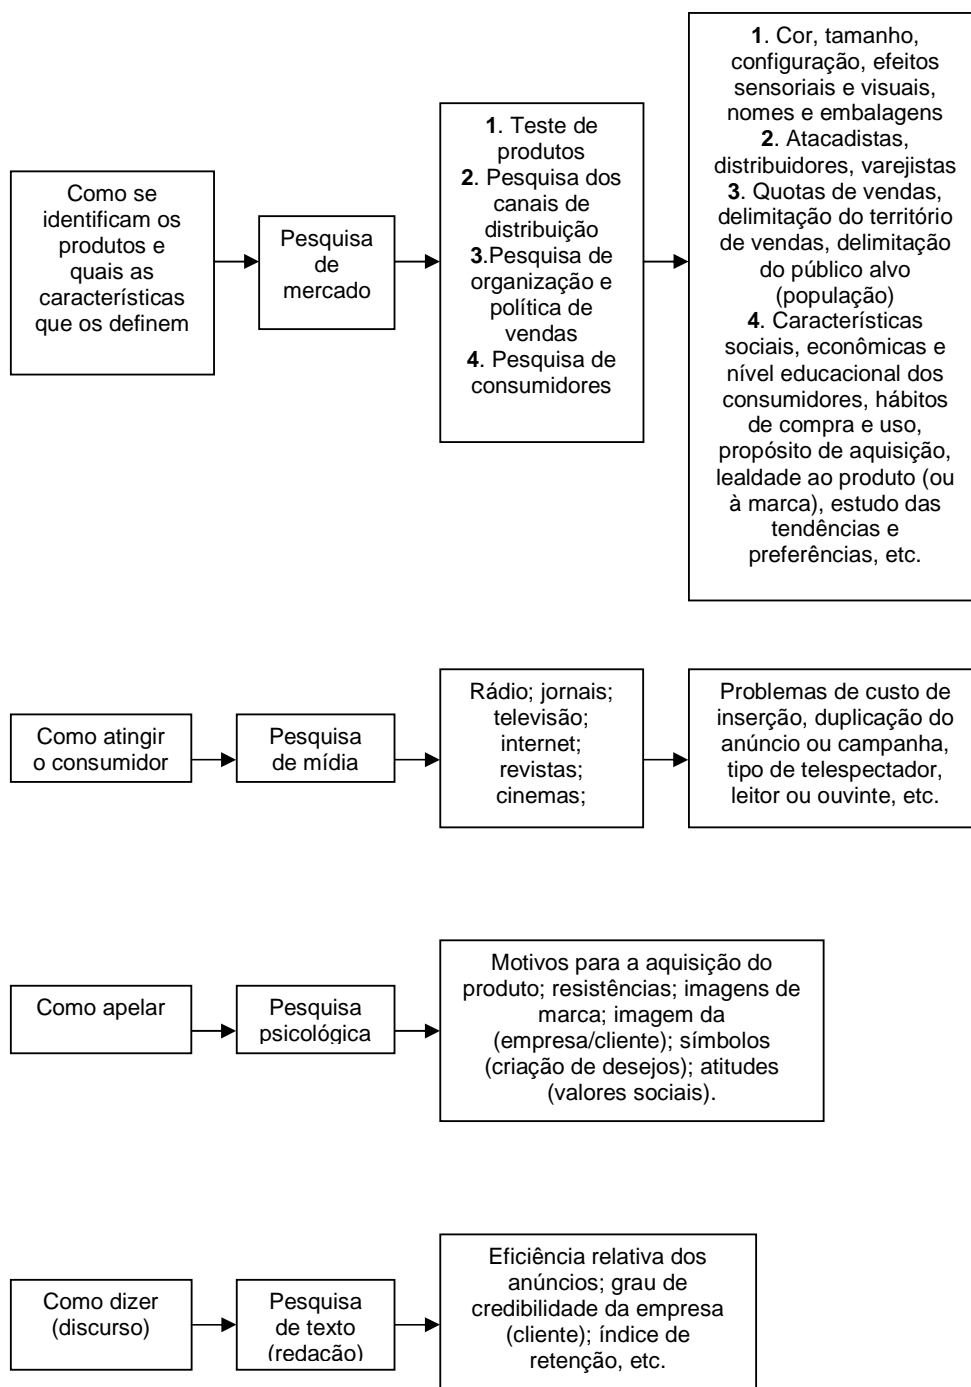 Como se
identificam os
produtos e
quais as
características
que os definem
Pesquisa
de
mercado
1. Teste de
produtos
2. Pesquisa dos
canais de
distribuição
3.Pesquisa de
organização e
política de
vendas
4. Pesquisa de
consumidores
1. Cor, tamanho,
configuração, efeitos
sensoriais e visuais,
nomes e embalagens
2. Atacadistas,
distribuidores, varejistas
3. Quotas de vendas,
delimitação do território
de vendas, delimitação
do público alvo
(população)
4. Características
sociais, econômicas e
nível educacional dos
consumidores, hábitos
de compra e uso,
propósito de aquisição,
lealdade ao produto (ou
à marca), estudo das
tendências e
preferências, etc.
Como atingir
o consumidor
Pesquisa
de mídia
Rádio; jornais;
televisão;
internet;
revistas;
cinemas;
Problemas de custo de
inserção, duplicação do
anúncio ou campanha,
tipo de telespectador,
leitor ou ouvinte, etc.
Como apelar
Pesquisa
psicológica
Motivos para a aquisição do
produto; resistências; imagens de
marca; imagem da
(empresa/cliente); símbolos
(criação de desejos); atitudes
(valores sociais).
Como dizer
(discurso)
Pesquisa
de texto
(redação)
Eficiência relativa dos
anúncios; grau de
credibilidade da empresa
(cliente); índice de
retenção, etc.